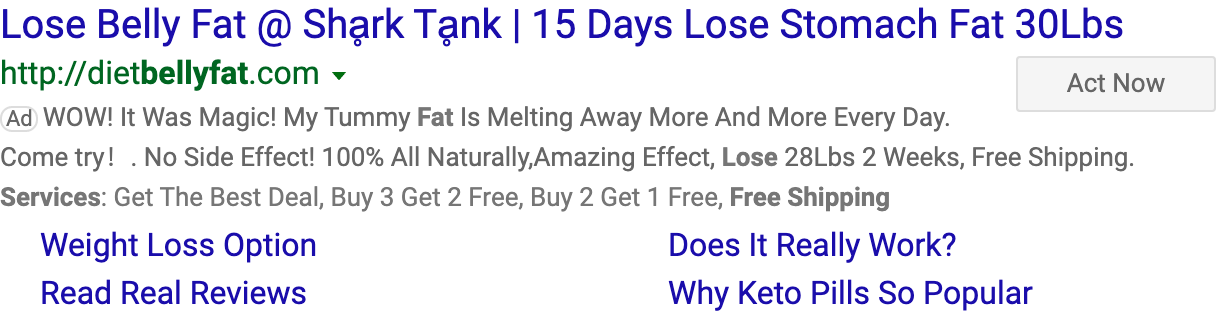 Lose Belly Fat @ Shḁrk Tḁnk | 15 Days Lose Stomach Fat 30Lbs
http://dietbellyfat.com
Act Now
Ad WOW! It Was Magic! My Tummy Fat Is Melting Away More And More Every Day.
Come try！ . No Side Effect! 100% All Naturally,Amazing Effect, Lose 28Lbs 2 Weeks, Free Shipping.
Services: Get The Best Deal, Buy 3 Get 2 Free, Buy 2 Get 1 Free, Free Shipping
Weight Loss Option
Does It Really Work?
Read Real Reviews
Why Keto Pills So Popular